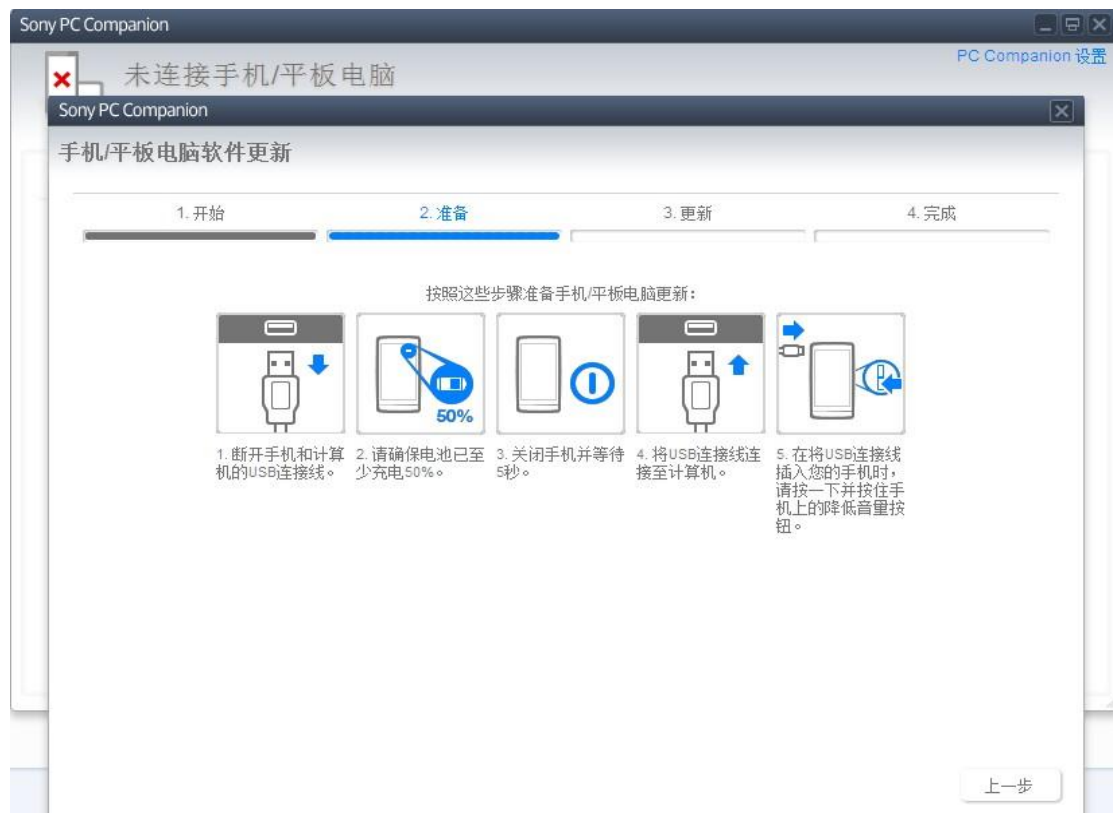 Sony PC Companion
PC Companion 设置
未连接手机/平板电脑
Sony PC Companion
手机/平板电脑软件更新
1. 开始
2. 准备
3. 更新
4. 完成
按照这些步骤准备手机/平板电脑更新：
50%
1. 断开手机和计算
机的USB连接线。
2. 请确保电池已至
少充电50%。
3. 关闭手机并等待
5秒。
4. 将USB连接线连
接至计算机。
5. 在将USB连接线
插入您的手机时，
请按一下并按住手
机上的降低音量按
钮。
上一步